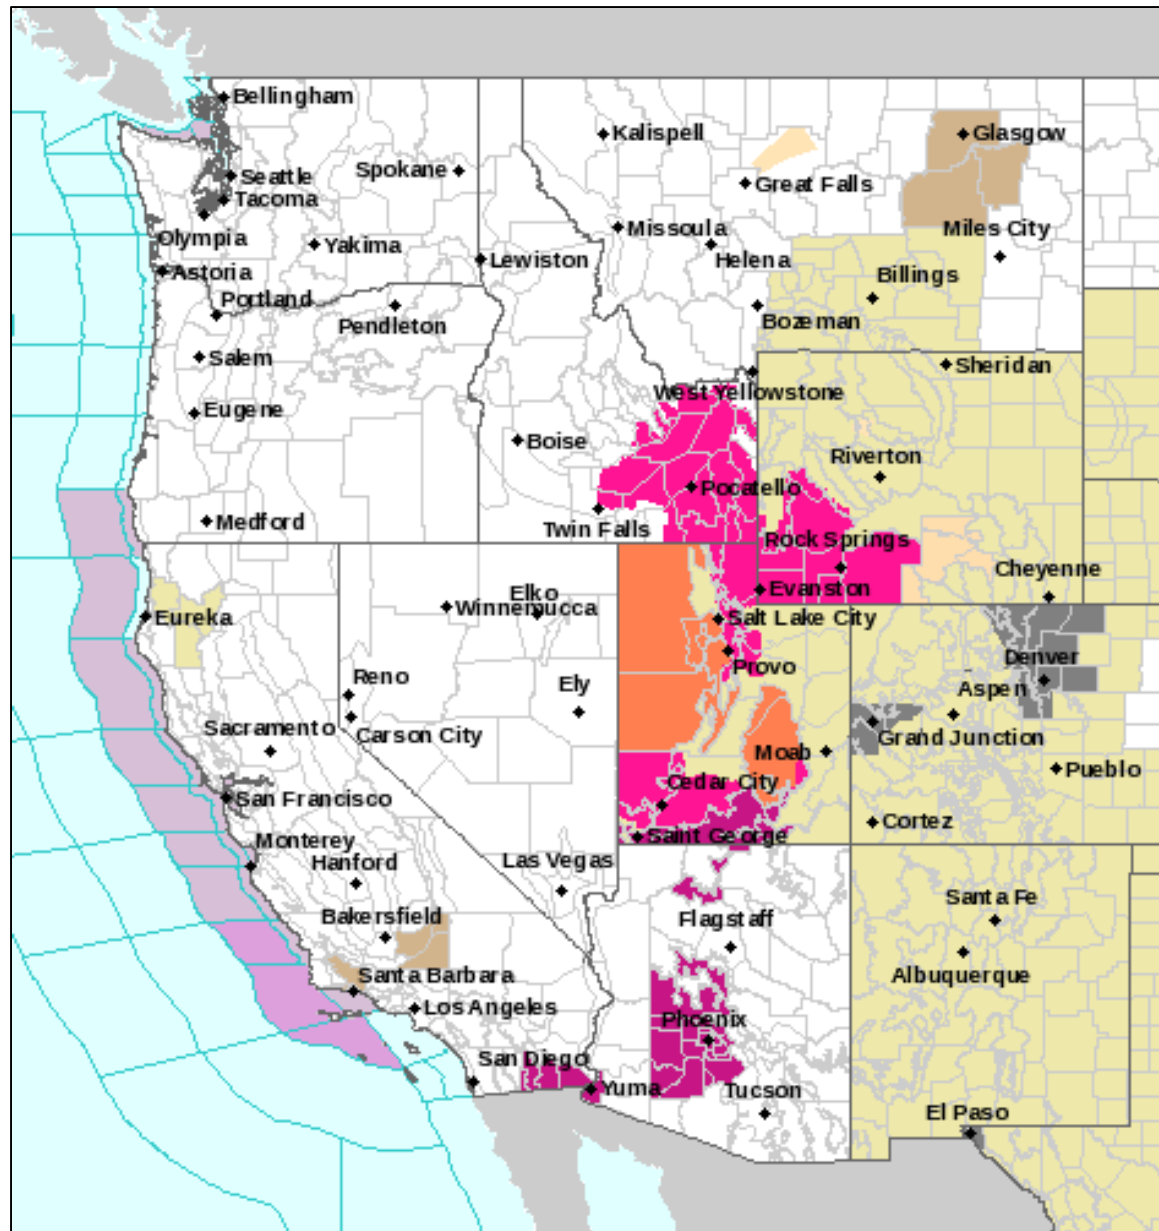 Bellingham
Kalispell
Glasgow
Spokane
Seattle
Great Falls
Tacoma
Olympia
Yakima
Missoula
Miles City
Lewiston
Helena
Astoria
Billings
Portland
Pendleton
Bozeman
Salem
Sheridan
West Yellowstone
Eugene
Boise
Riverton
Pocatello
Medford
Twin Falls
Rock Springs
Cheyenne
Elko
Winnemucca
Evanston
Eureka
Salt Lake City
Denver
Provo
Reno
Ely
Aspen
Sacramento
Carson City
Grand Junction
Moab
Pueblo
Cedar City
San Francisco
Cortez
Saint George
Monterey
Hanford
Las Vegas
Santa Fe
Bakersfield
Flagstaff
Santa Barbara
Albuquerque
Los Angeles
Phoenix
San Diego
Yuma
Tucson
El Paso